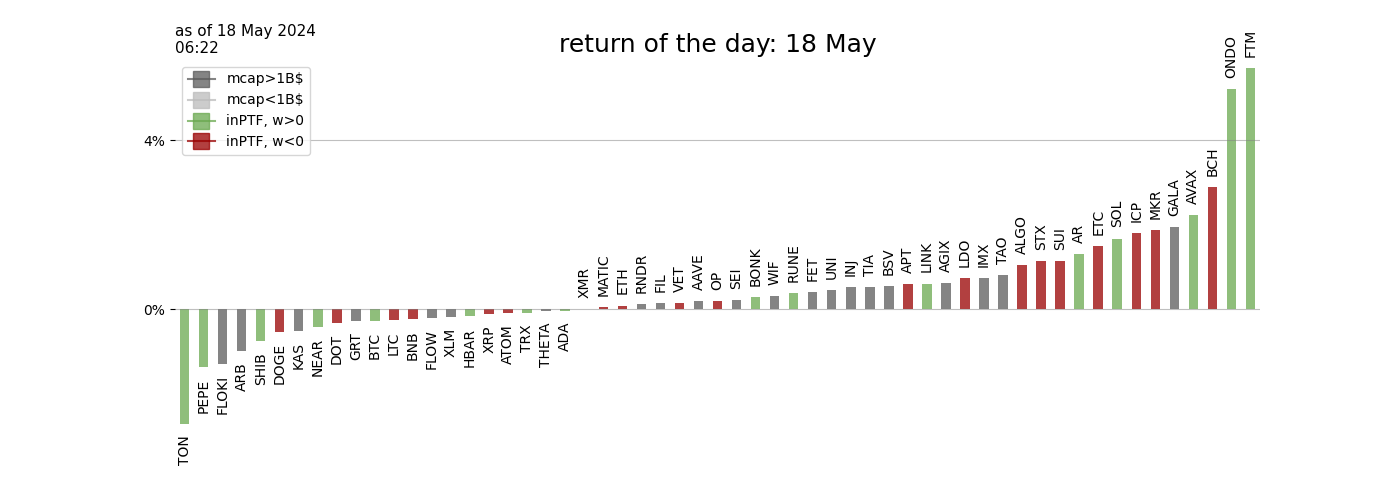 as of 18 May 2024
06:22
return of the day: 18 May
mcap>1B$
mcap<1B$
inPTF, w>0
inPTF, w<0
4%
0%
TON
PEPE
FLOKI
ARB
SHIB
DOGE
KAS
NEAR
DOT
GRT
BTC
LTC
BNB
FLOW
XLM
HBAR
XRP
ATOM
TRX
THETA
ADA
XMR
MATIC
ETH
RNDR
FIL
VET
AAVE
OP
SEI
BONK
WIF
RUNE
FET
UNI
INJ
TIA
BSV
APT
LINK
AGIX
LDO
IMX
TAO
ALGO
STX
SUI
AR
ETC
SOL
ICP
MKR
GALA
AVAX
BCH
ONDO
FTM